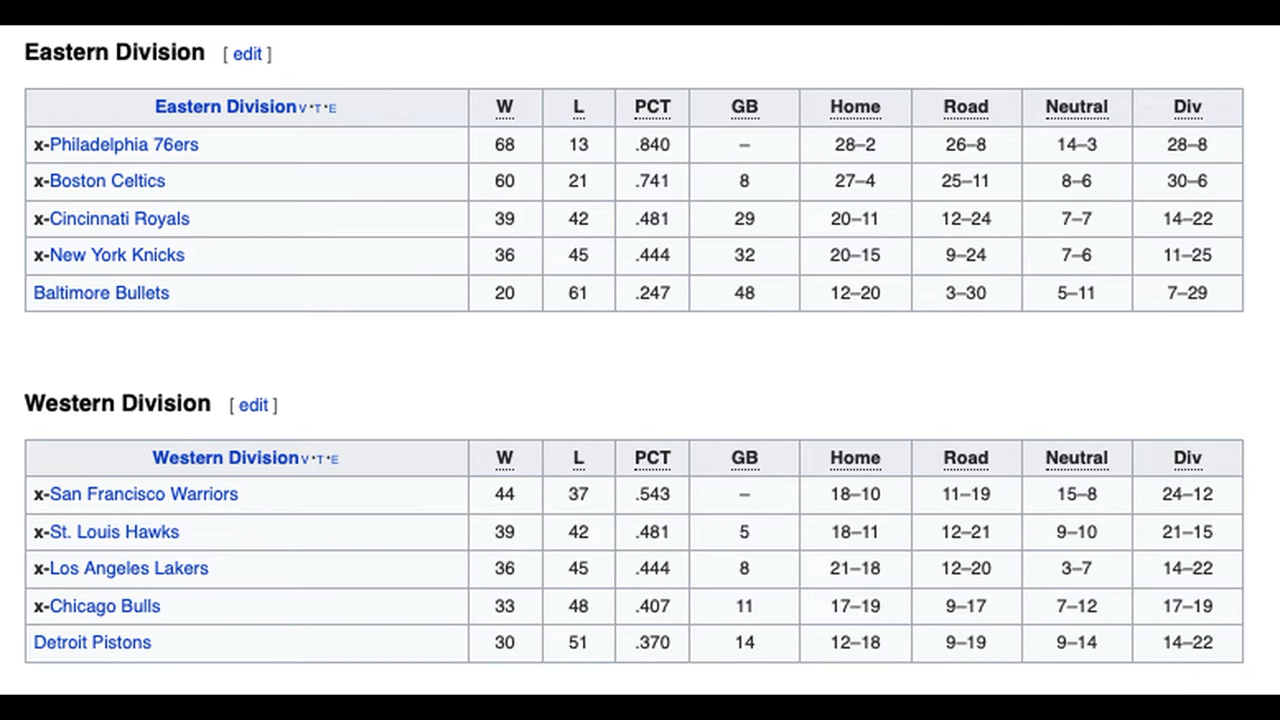 Eastern Division [ edit ]
Eastern Division V·T·E W L PCT GB Home Road Neutral Div
x-Philadelphia 76ers 68 13 .840 – 28–2 26–8 14–3 28–8
x-Boston Celtics 60 21 .741 8 27–4 25–11 8–6 30–6
x-Cincinnati Royals 39 42 .481 29 20–11 12–24 7–7 14–22
x-New York Knicks 36 45 .444 32 20–15 9–24 7–6 11–25
Baltimore Bullets 20 61 .247 48 12–20 3–30 5–11 7–29
Western Division [ edit ]
Western Division V·T·E W L PCT GB Home Road Neutral Div
x-San Francisco Warriors 44 37 .543 – 18–10 11–19 15–8 24–12
x-St. Louis Hawks 39 42 .481 5 18–11 12–21 9–10 21–15
x-Los Angeles Lakers 36 45 .444 8 21–18 12–20 3–7 14–22
x-Chicago Bulls 33 48 .407 11 17–19 9–17 7–12 17–19
Detroit Pistons 30 51 .370 14 12–18 9–19 9–14 14–22